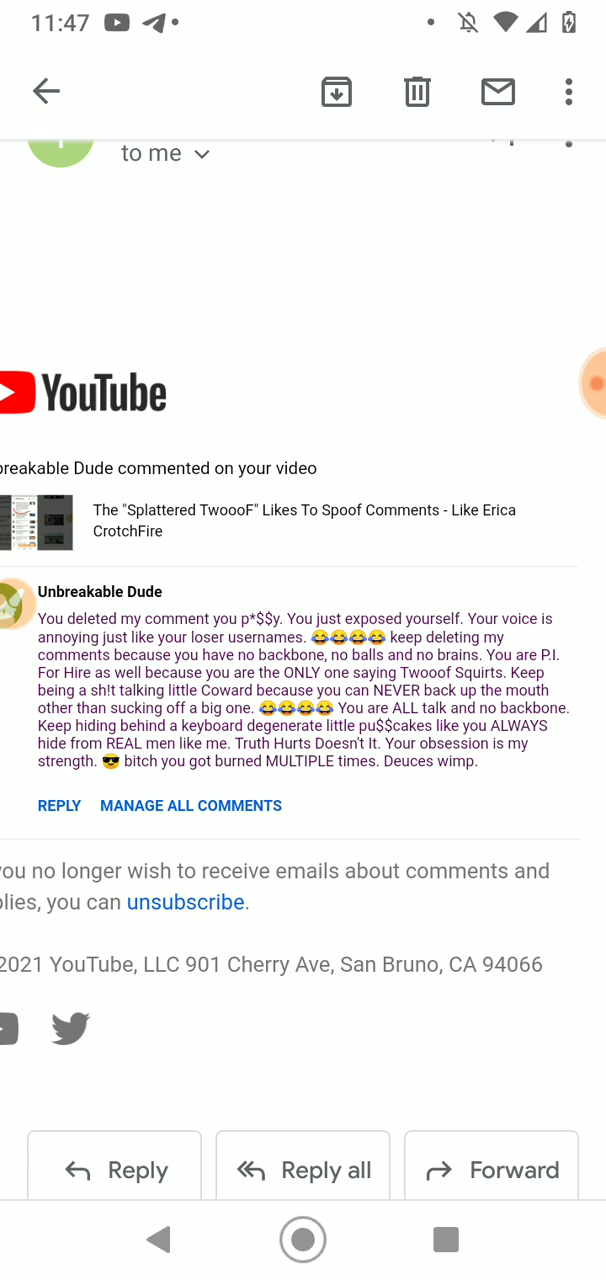 11:47
to me
YouTube
breakable Dude commented on your video
The "Splattered TwoooF" Likes To Spoof Comments - Like Erica
CrotchFire
Unbreakable Dude
You deleted my comment you p*$$y. You just exposed yourself. Your voice is
annoying just like your loser usernames. 😂😂😂😂 keep deleting my
comments because you have no backbone, no balls and no brains. You are P.I.
For Hire as well because you are the ONLY one saying Twooof Squirts. Keep
being a sh!t talking little Coward because you can NEVER back up the mouth
other than sucking off a big one. 😂😂😂😂 You are ALL talk and no backbone.
Keep hiding behind a keyboard degenerate little pu$$cakes like you ALWAYS
hide from REAL men like me. Truth Hurts Doesn't It. Your obsession is my
strength. 😎 bitch you got burned MULTIPLE times. Deuces wimp.
REPLY MANAGE ALL COMMENTS
you no longer wish to receive emails about comments and
plies, you can unsubscribe.
2021 YouTube, LLC 901 Cherry Ave, San Bruno, CA 94066
Reply Reply all Forward